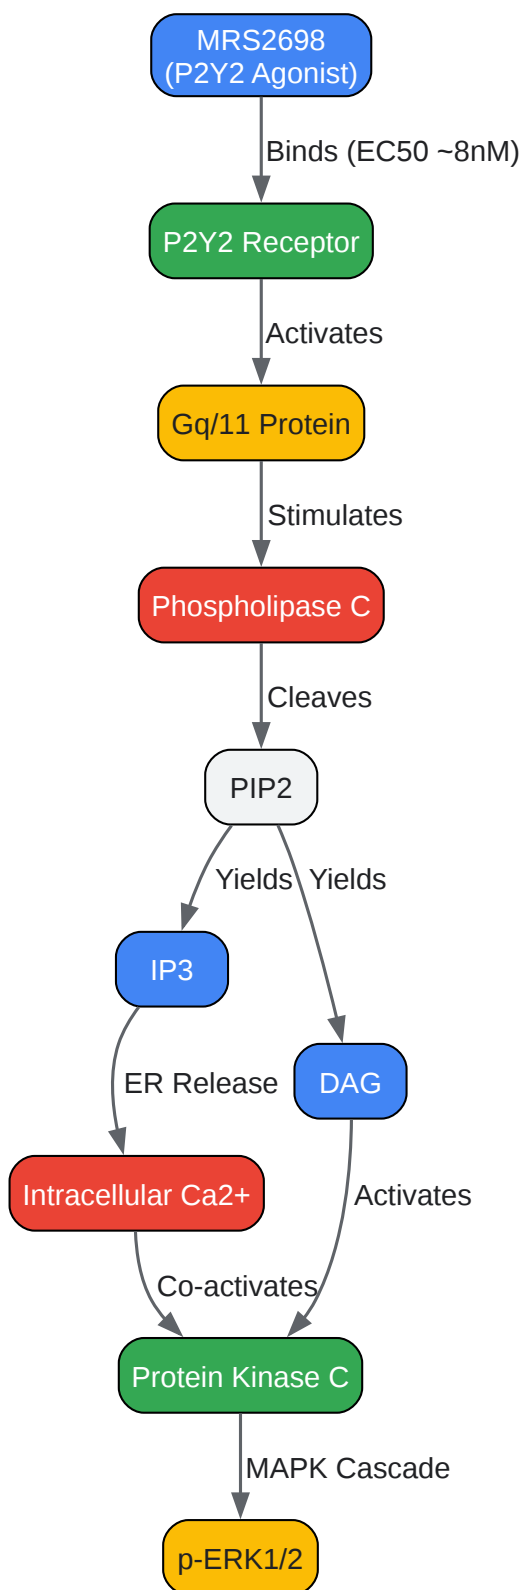 MRS2698
(P2Y2 Agonist)
Binds (EC50 ~8nM)
P2Y2 Receptor
Activates
Gq/11 Protein
Stimulates
Phospholipase C
Cleaves
PIP2
Yields
Yields
IP3
ER Release
DAG
Intracellular Ca2+
Activates
Co-activates
Protein Kinase C
MAPK Cascade
p-ERK1/2